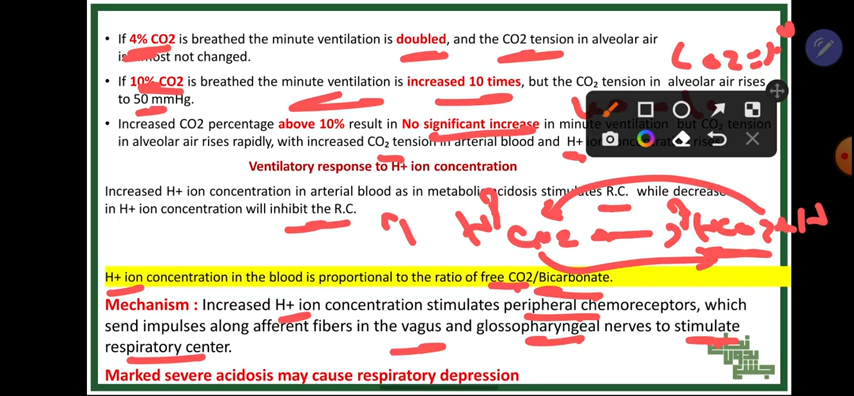 • If 4% CO2 is breathed the minute ventilation is doubled, and the CO2 tension in alveolar air
is almost not changed.
• If 10% CO2 is breathed the minute ventilation is increased 10 times, but the CO₂ tension in alveolar air rises
to 50 mmHg.
• Increased CO2 percentage above 10% result in No significant increase in minute ventilation but CO₂ tension
in alveolar air rises rapidly, with increased CO₂ tension in arterial blood and H+
Ventilatory response to H+ ion concentration
Increased H+ ion concentration in arterial blood as in metabolic acidosis stimulates R.C. while decrease
in H+ ion concentration will inhibit the R.C.
CO2 HCO3
H+ ion concentration in the blood is proportional to the ratio of free CO2/Bicarbonate.
Mechanism : Increased H+ ion concentration stimulates peripheral chemoreceptors, which
send impulses along afferent fibers in the vagus and glossopharyngeal nerves to stimulate
respiratory center.
Marked severe acidosis may cause respiratory depression